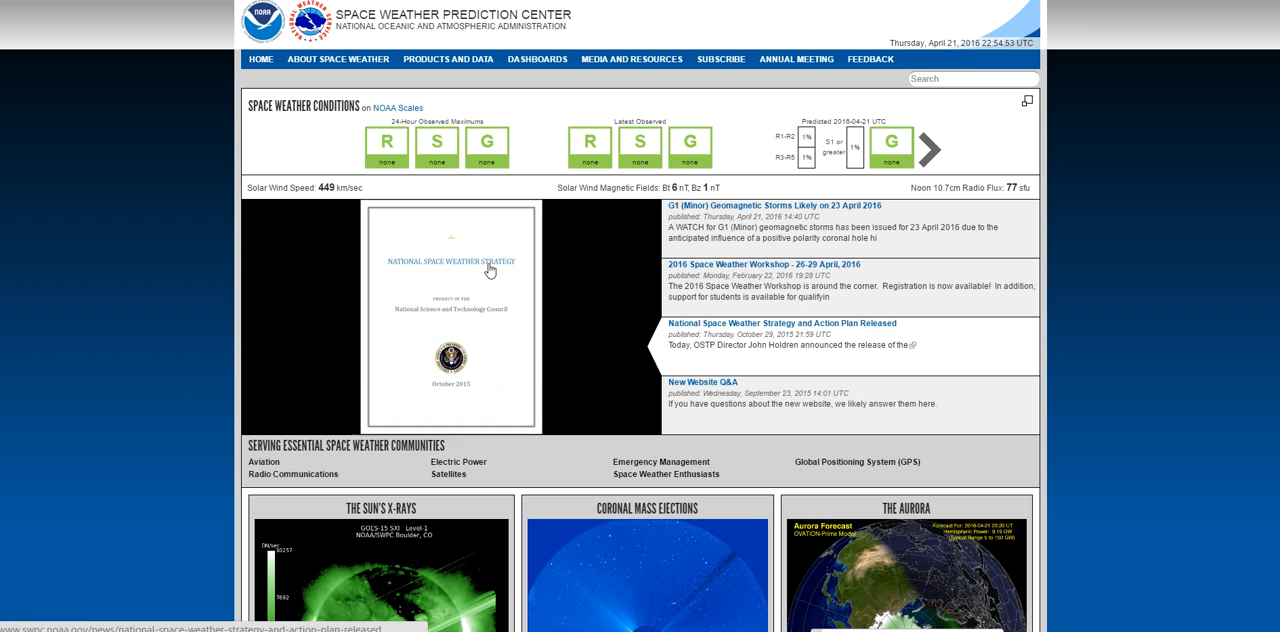 NOAA
SPACE WEATHER PREDICTION CENTER
NATIONAL OCEANIC AND ATMOSPHERIC ADMINISTRATION
Thursday, April 21, 2016 22:54:53 UTC
HOME ABOUT SPACE WEATHER PRODUCTS AND DATA DASHBOARDS MEDIA AND RESOURCES SUBSCRIBE ANNUAL MEETING FEEDBACK
Search
SPACE WEATHER CONDITIONS on NOAA Scales
24-Hour Observed Maximums
R S G
none none none
Latest Observed
R S G
none none none
Predicted 2016-04-21 UTC
R1-R2 1%
R3-R5 1%
S1 or
greater 1%
G
none
Solar Wind Speed: 449 km/sec
Solar Wind Magnetic Fields: Bt 6 nT, Bz 1 nT
Noon 10.7cm Radio Flux: 77 sfu
NATIONAL SPACE WEATHER STRATEGY
PRODUCT OF THE
National Science and Technology Council
October 2015
G1 (Minor) Geomagnetic Storms Likely on 23 April 2016
published: Thursday, April 21, 2016 14:40 UTC
A WATCH for G1 (Minor) geomagnetic storms has been issued for 23 April 2016 due to the
anticipated influence of a positive polarity coronal hole hi
2016 Space Weather Workshop - 26-29 April, 2016
published: Monday, February 22, 2016 19:28 UTC
The 2016 Space Weather Workshop is around the corner. Registration is now available! In addition,
support for students is available for qualifyin
National Space Weather Strategy and Action Plan Released
published: Thursday, October 29, 2015 21:59 UTC
Today, OSTP Director John Holdren announced the release of the
New Website Q&A
published: Wednesday, September 23, 2015 14:01 UTC
If you have questions about the new website, we likely answer them here.
SERVING ESSENTIAL SPACE WEATHER COMMUNITIES
Aviation Electric Power Emergency Management Global Positioning System (GPS)
Radio Communications Satellites Space Weather Enthusiasts
THE SUN'S X-RAYS
GOES-15 SXI Level-1
NOAA/SWPC Boulder, CO
DN/sec
10257
7692
CORONAL MASS EJECTIONS
THE AURORA
Aurora Forecast
OVATION-Prime Model
Forecast For: 2016-04-21 23:20 UT
Hemispheric Power: 9.19 GW
(Typical Range 5 to 150 GW)
www.swpc.noaa.gov/news/national-space-weather-strategy-and-action-plan-released